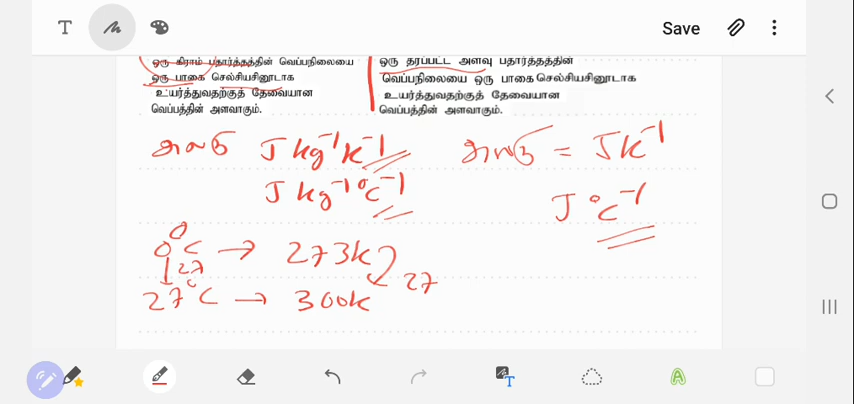 Save
ஒரு கிராம் பதார்த்தத்தின் வெப்பநிலையை
ஒரு பாகை செல்சியசினூடாக
உயர்த்துவதற்குத் தேவையான
வெப்பத்தின் அளவாகும்.
ஒரு தரப்பட்ட அளவு பதார்த்தத்தின்
வெப்பநிலையை ஒரு பாகை செல்சியசினூடாக
உயர்த்துவதற்குத் தேவையான
வெப்பத்தின் அளவாகும்.
அலகு J kg⁻¹ K⁻¹
J kg⁻¹ °C⁻¹
அலகு = J K⁻¹
J °C⁻¹
0°C → 273K
27 27
27°C → 300K